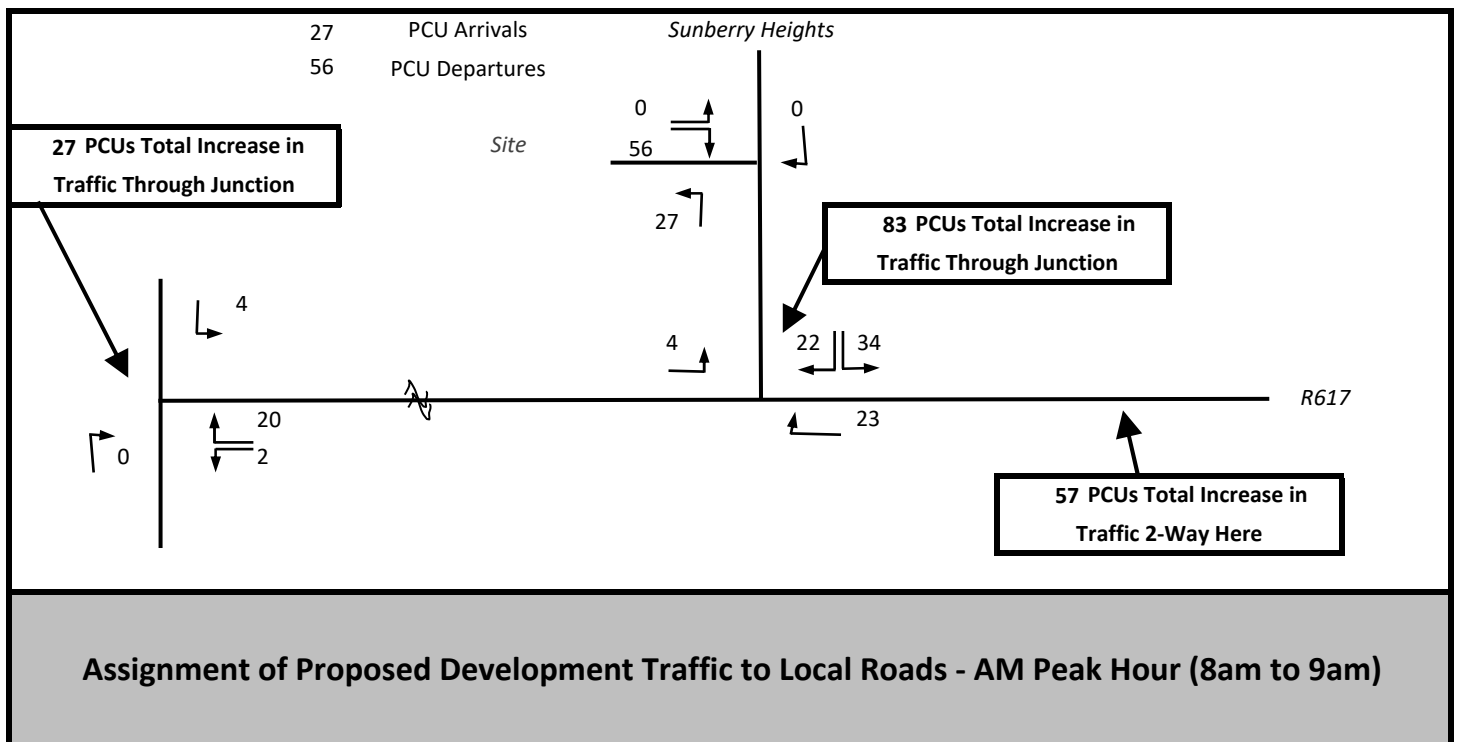 27 PCU Arrivals
56 PCU Departures
Sunberry Heights
0
0
Site
56
27 PCUs Total Increase in
Traffic Through Junction
27
83 PCUs Total Increase in
Traffic Through Junction
4
4
22
34
R617
20
23
0
2
57 PCUs Total Increase in
Traffic 2-Way Here
Assignment of Proposed Development Traffic to Local Roads - AM Peak Hour (8am to 9am)